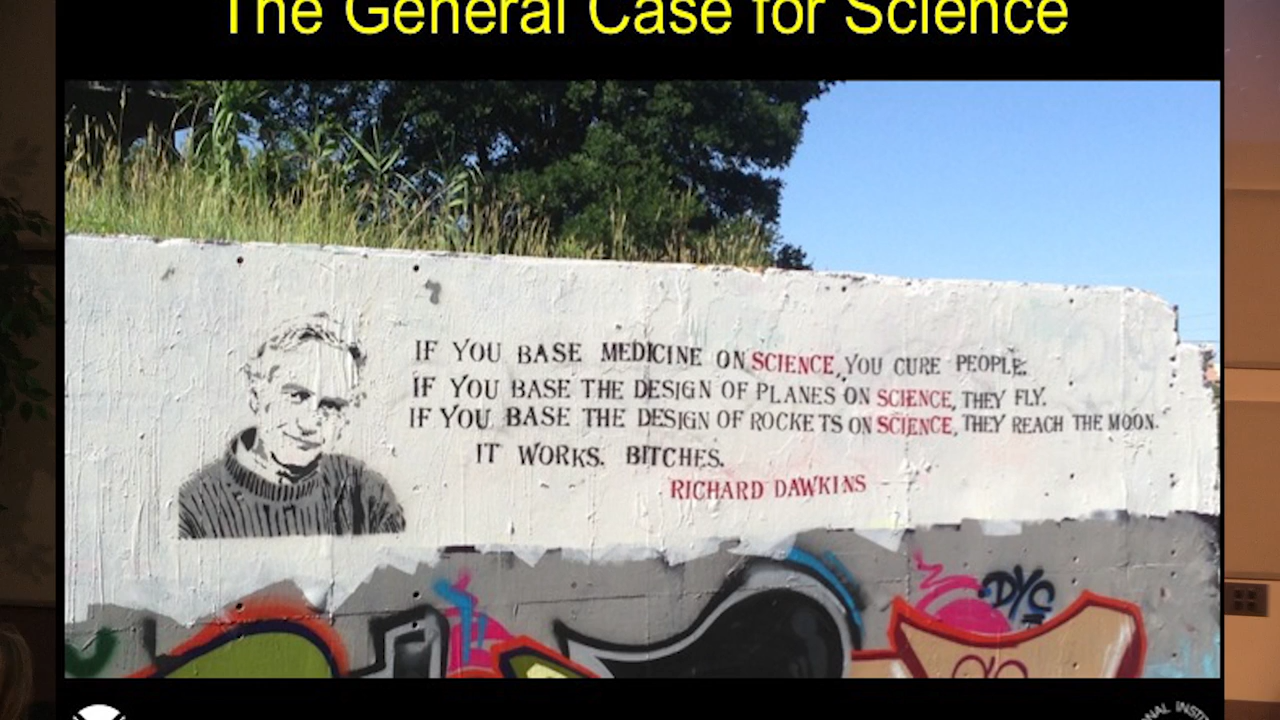 The General Case for Science
IF YOU BASE MEDICINE ON SCIENCE, YOU CURE PEOPLE.
IF YOU BASE THE DESIGN OF PLANES ON SCIENCE, THEY FLY.
IF YOU BASE THE DESIGN OF ROCKETS ON SCIENCE, THEY REACH THE MOON.
IT WORKS. BITCHES.
RICHARD DAWKINS
DYE